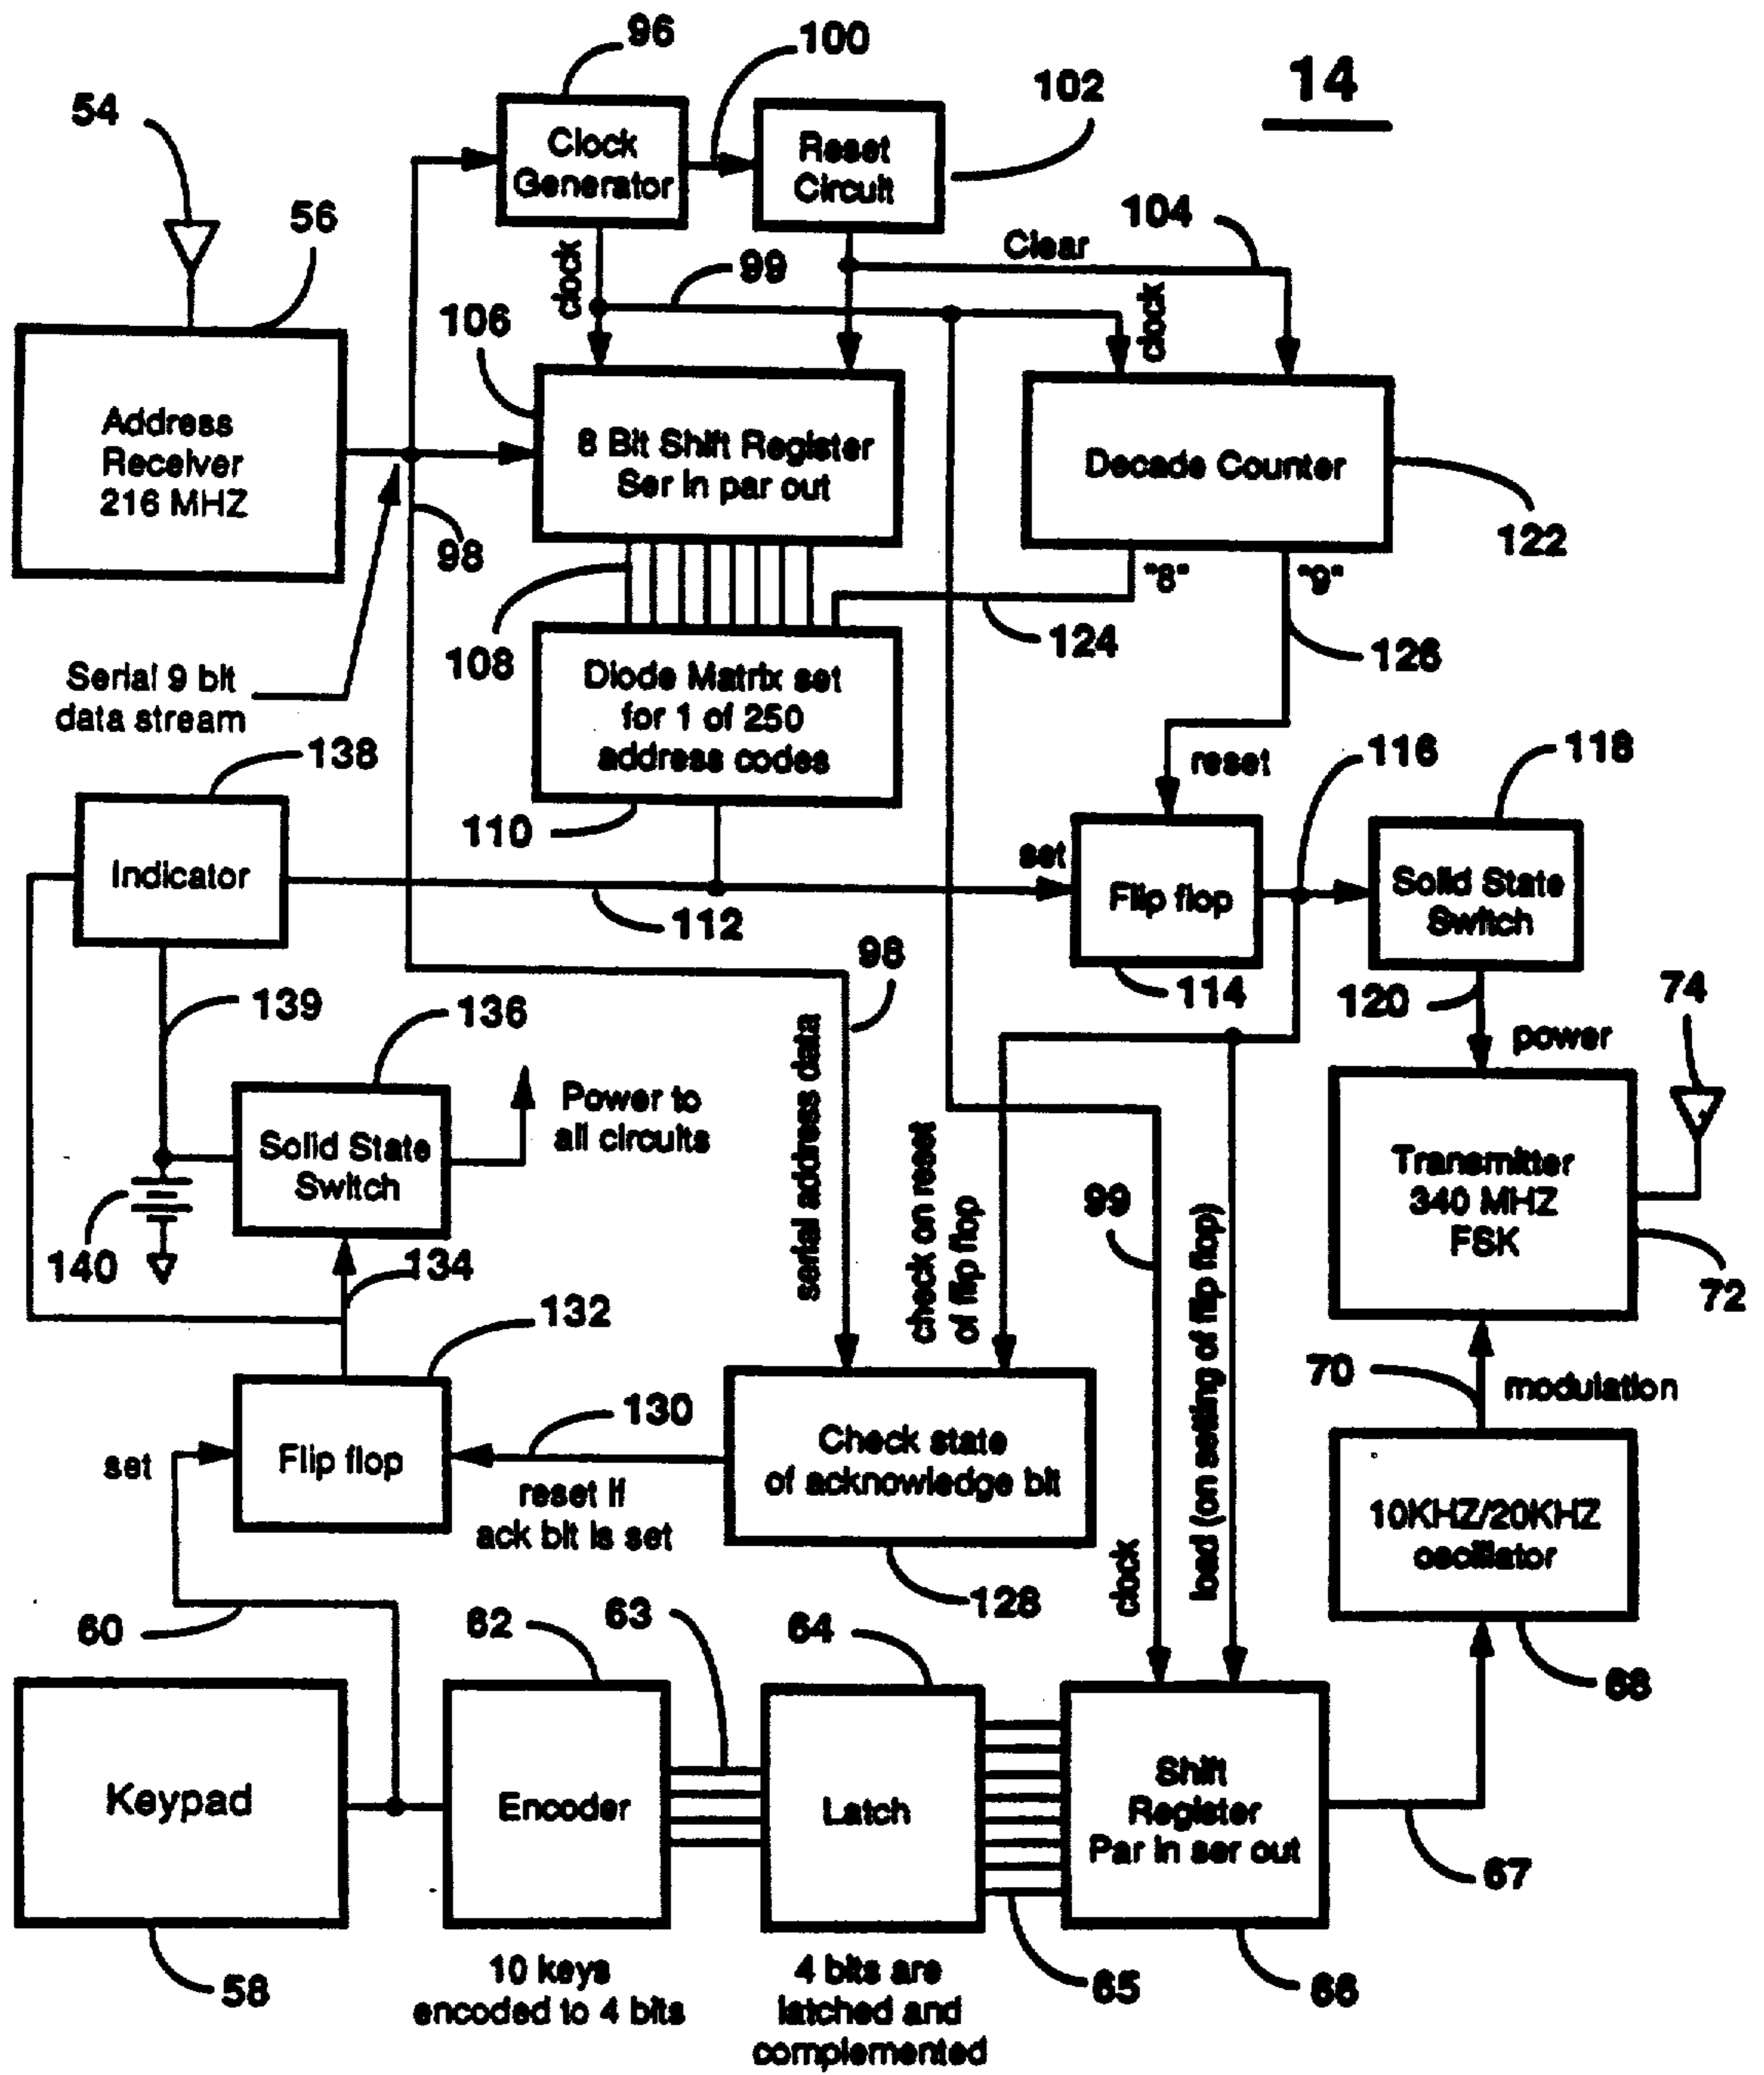 96
100
102
14
54
Clock
Generator
Reset
Circuit
104
56
Clear
clock
99
clock
106
Address
Receiver
216 MHZ
8 Bit Shift Register
Ser in par out
Decade Counter
98
122
"8"
"9"
108
124
126
Serial 9 bit
data stream
Diode Matrix set
for 1 of 250
address codes
138
reset
116
118
110
Indicator
set
Flip flop
Solid State
Switch
112
98
114
120
74
139
136
power
serial address data
Power to
all circuits
Solid State
Switch
check on reset
of flip flop
99
load (on setting of flip flop)
Transmitter
340 MHZ
FSK
140
134
72
132
70
modulation
130
set
Flip flop
Check state
of acknowledge bit
reset if
ack bit is set
10KHZ/20KHZ
oscillator
clock
128
60
62
63
64
68
Keypad
Encoder
Latch
Shift
Register
Par in ser out
67
58
10 keys
encoded to 4 bits
4 bits are
latched and
complemented
65
66